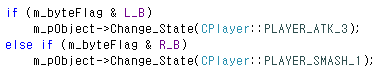 if (m_byteFlag & L_B)
m_pObject->Change_State(CPlayer::PLAYER_ATK_3);
else if (m_byteFlag & R_B)
m_pObject->Change_State(CPlayer::PLAYER_SMASH_1);